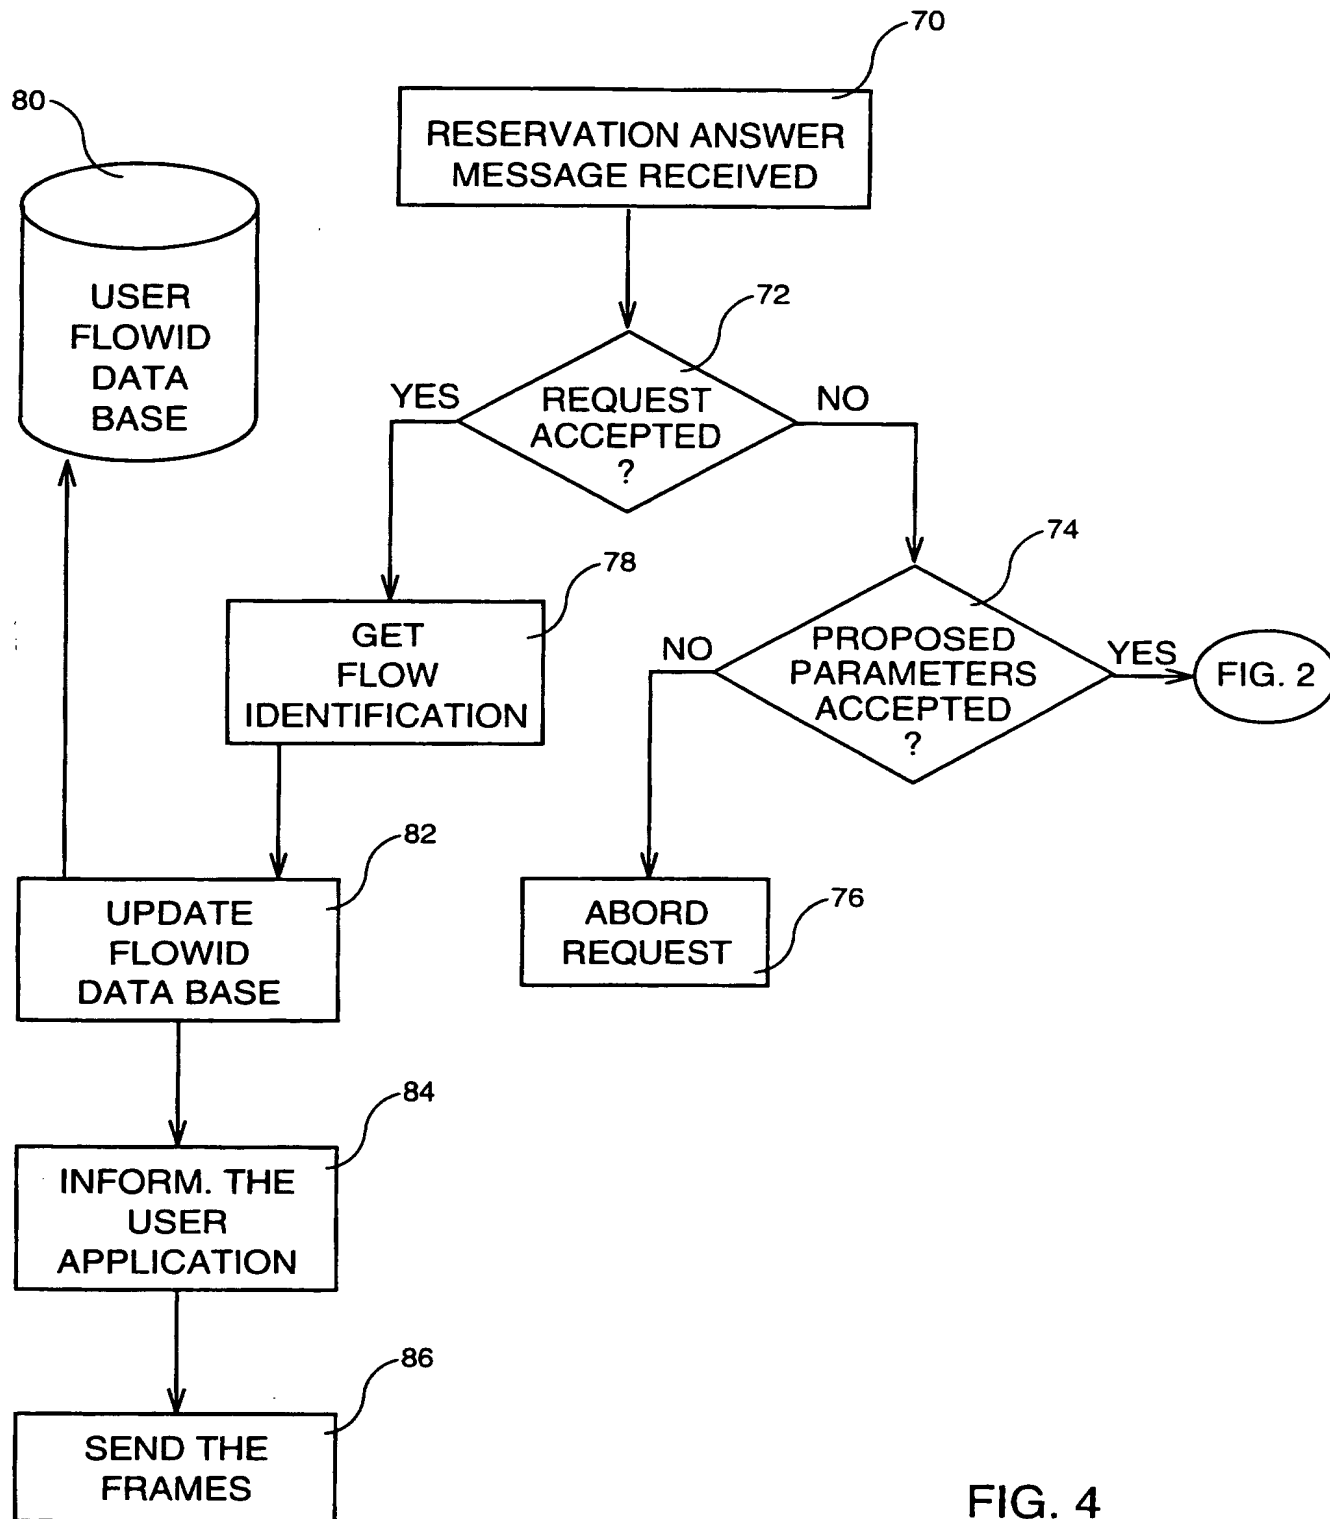 70
80
RESERVATION ANSWER
MESSAGE RECEIVED
72
USER
FLOWID
DATA
BASE
YES
REQUEST
ACCEPTED
?
NO
74
78
GET
FLOW
IDENTIFICATION
NO
PROPOSED
PARAMETERS
ACCEPTED
?
YES
FIG. 2
82
UPDATE
FLOWID
DATA BASE
76
ABORD
REQUEST
84
INFORM. THE
USER
APPLICATION
86
SEND THE
FRAMES
FIG. 4